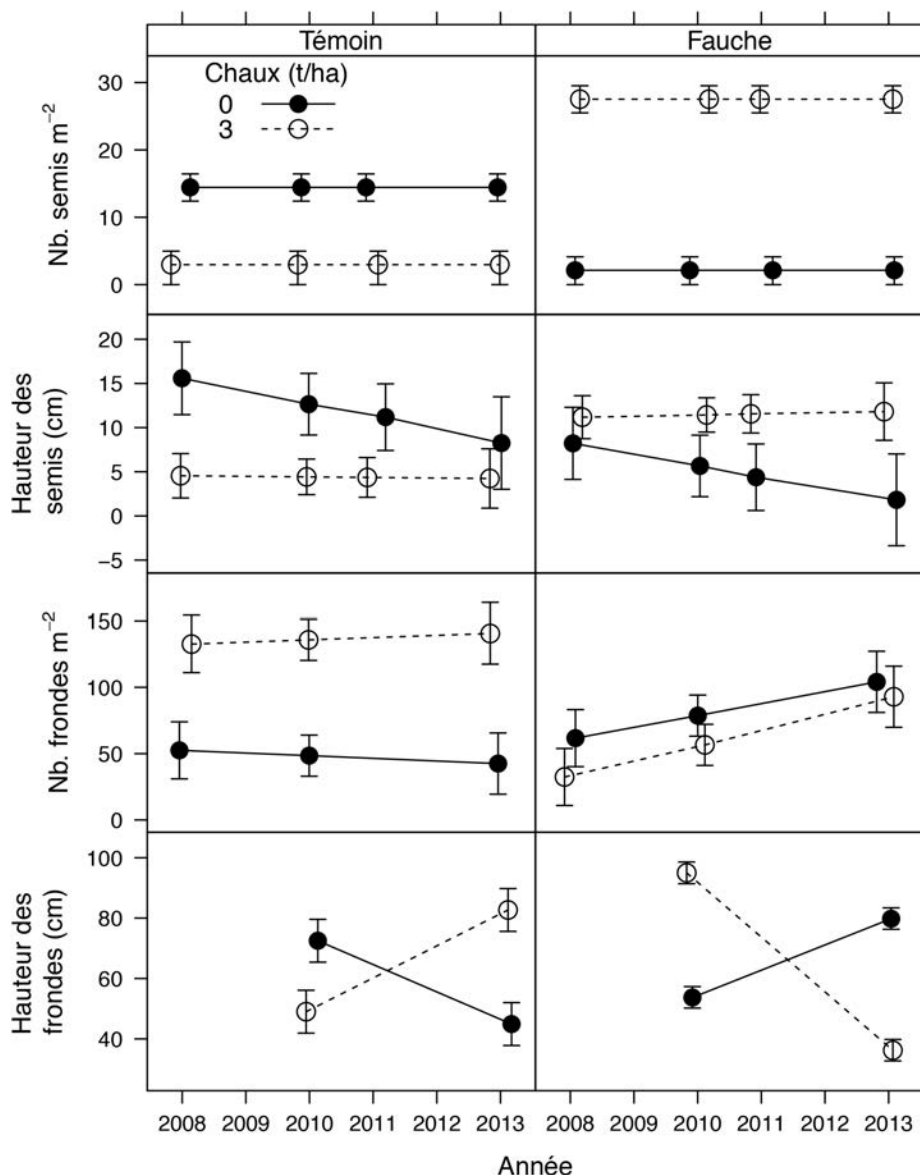 Témoin
Fauche
Chaux (t/ha)
0
3
Nb. semis m⁻²
30
20
10
0
Hauteur des
semis (cm)
20
15
10
5
0
−5
Nb. frondes m⁻²
150
100
50
0
Hauteur des
frondes (cm)
100
80
60
40
2008 2009 2010 2011 2012 2013
2008 2009 2010 2011 2012 2013
Année